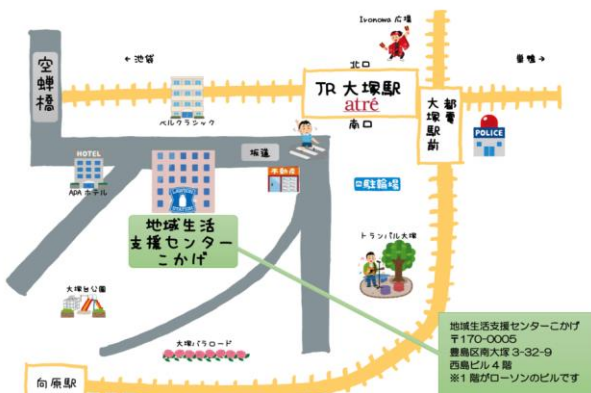 Ironowa 広場
← 池袋
北口
巣鴨 →
空蝉橋
JR 大塚駅
atré
都電
大塚駅前
ベルクラシック
南口
POLICE
坂道
HOTEL
APA ホテル
不動産
駐輪場
LAWSON
STATION
地域生活
支援センター
こかげ
トランパル大塚
大塚台公園
大塚バラロード
向原駅
地域生活支援センターこかげ
〒170-0005
豊島区南大塚 3-32-9
西島ビル 4 階
※1 階がローソンのビルです